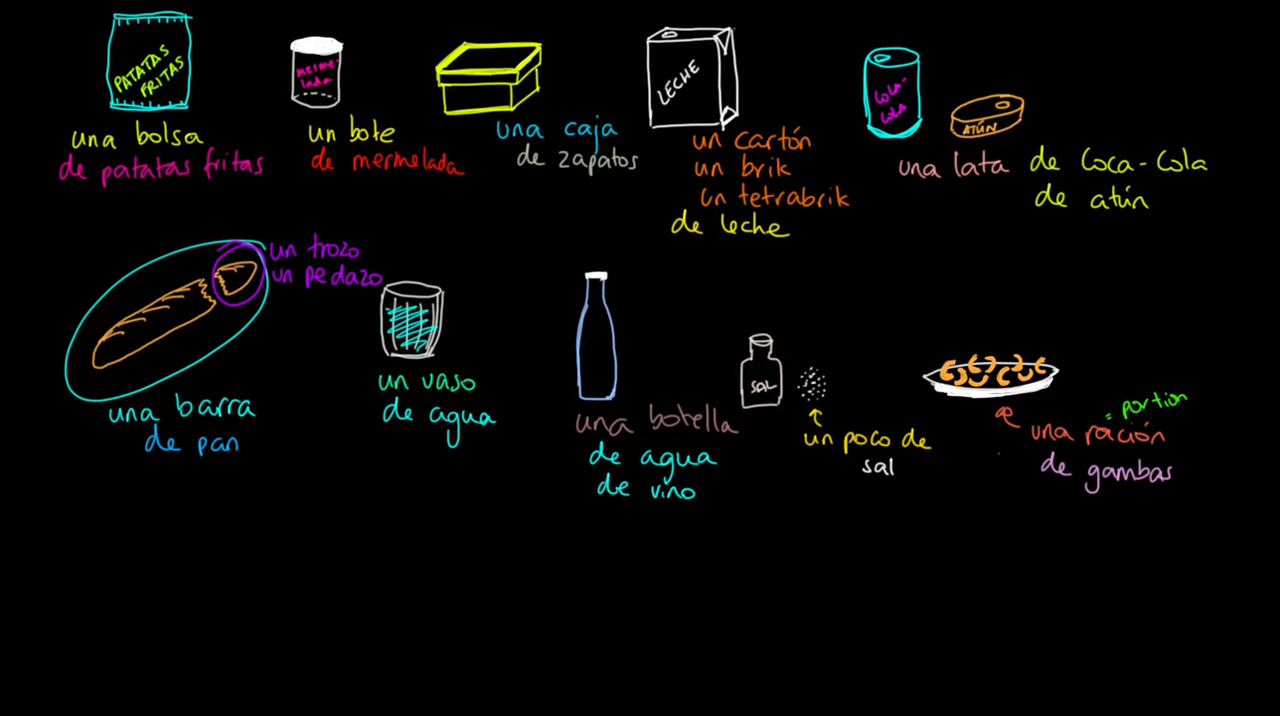 PATATAS
FRITAS
una bolsa
de patatas fritas
merme-
lada
un bote
de mermelada
una caja
de zapatos
LECHE
un cartón
un brik
un tetrabrik
de leche
COCA-
COLA
ATÚN
una lata de Coca-Cola
de atún
un trozo
un pedazo
una barra
de pan
un vaso
de agua
una botella
de agua
de vino
SAL
un poco de
sal
= portion
una ración
de gambas